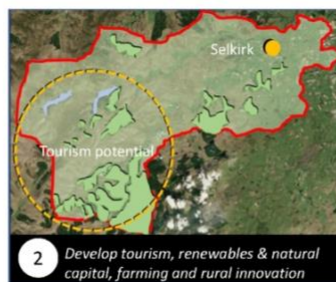 Selkirk
Tourism potential
2
Develop tourism, renewables & natural
capital, farming and rural innovation